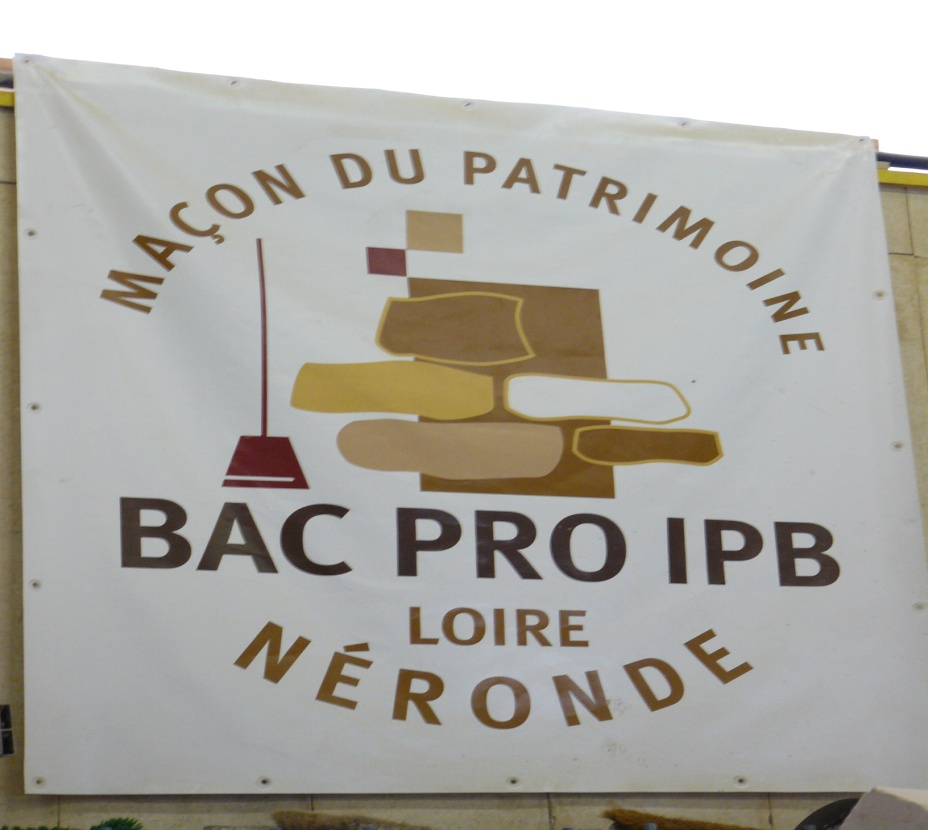 MAÇON DU PATRIMOINE
BAC PRO IPB
LOIRE
NÉRONDE